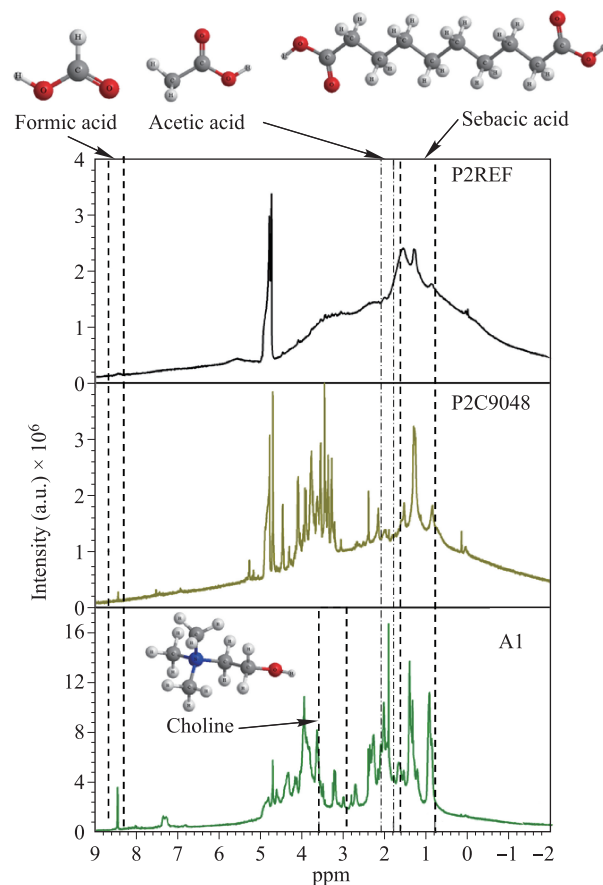 Formic acid
Acetic acid
Sebacic acid
4
P2REF
3
2
1
0
P2C9048
3
2
1
0
Intensity (a.u.) × 10⁶
A1
16
12
Choline
8
4
0
9 8 7 6 5 4 3 2 1 0 −1 −2
ppm